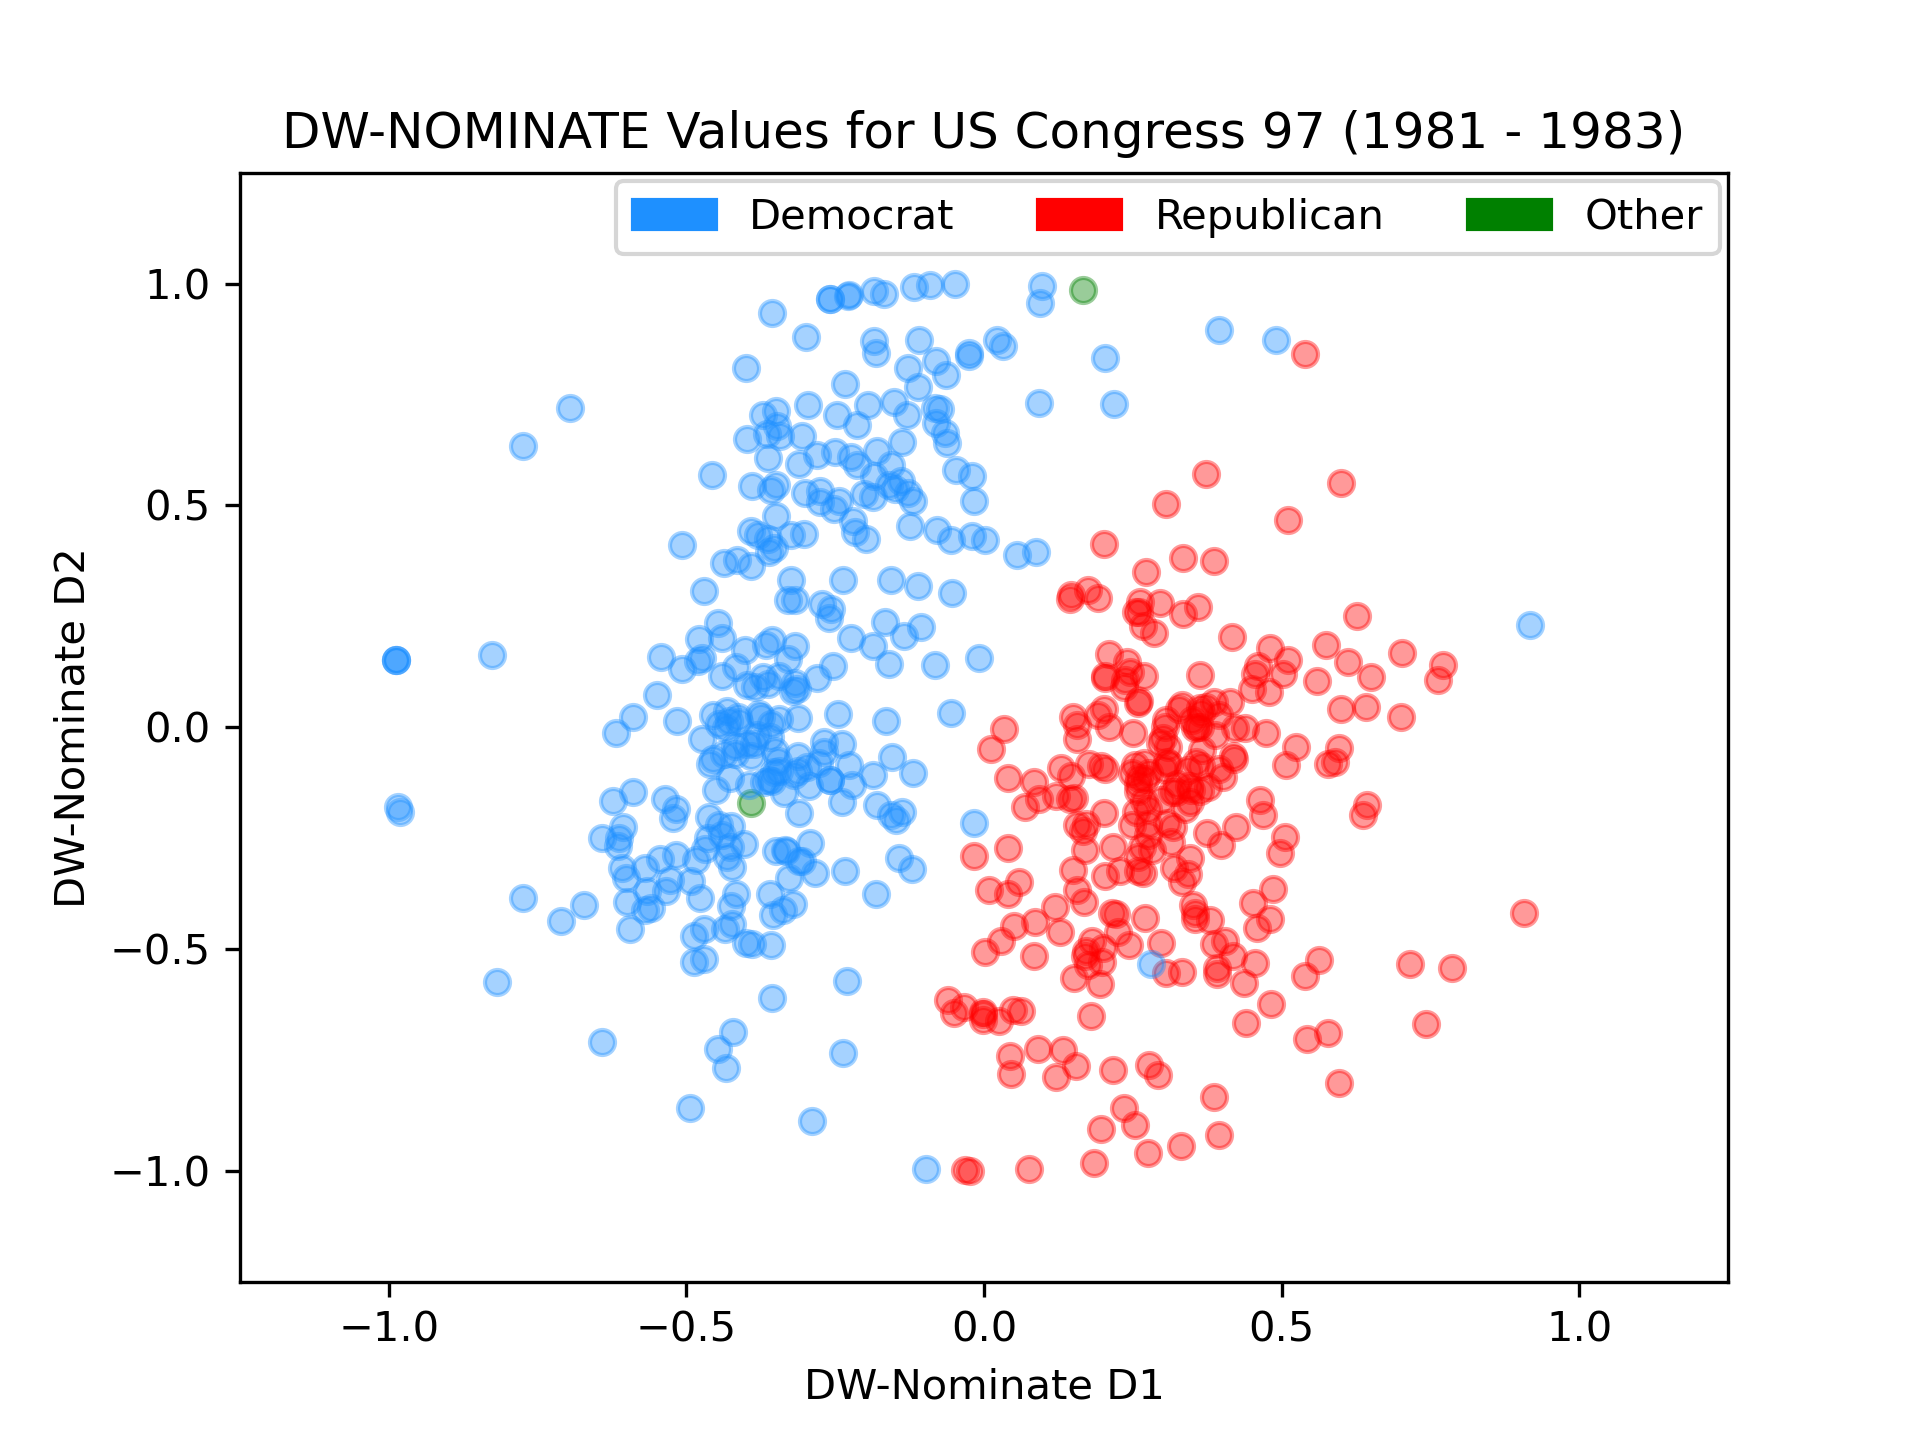 DW-NOMINATE Values for US Congress 97 (1981 - 1983)
Democrat Republican Other
1.0
0.5
0.0
−0.5
−1.0
DW-Nominate D2
−1.0 −0.5 0.0 0.5 1.0
DW-Nominate D1